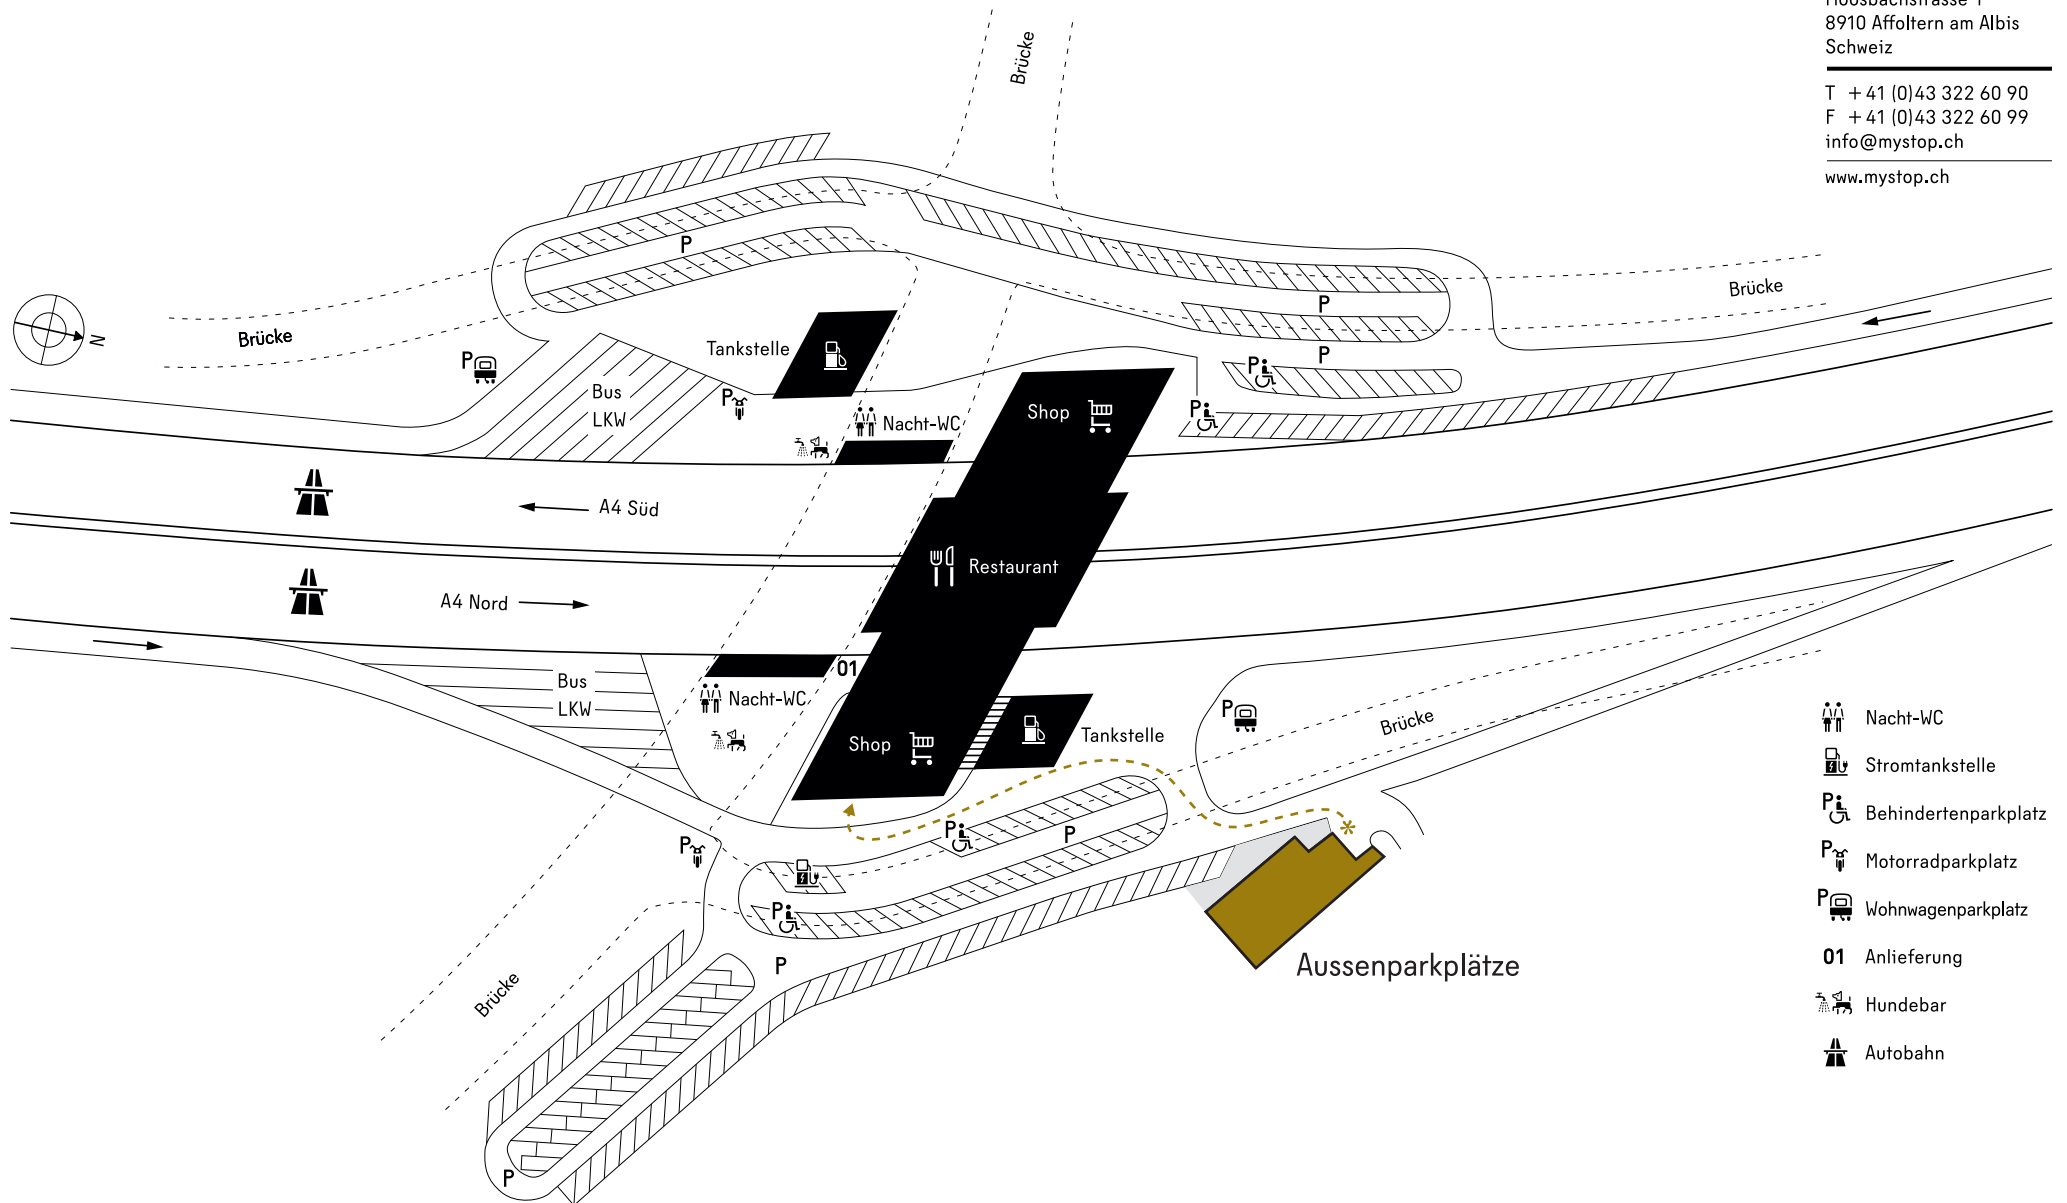 8910 Affoltern am Albis
Schweiz
T +41 (0)43 322 60 90
F +41 (0)43 322 60 99
info@mystop.ch
www.mystop.ch
Brücke
P
Brücke
P
Brücke
N
Tankstelle
P
P
P
Bus
LKW
P
Shop
P
Nacht-WC
A4 Süd
Restaurant
A4 Nord
01
Bus
LKW
Nacht-WC
P
Brücke
Shop
Tankstelle
P
P
P
P
P
Brücke
P
Aussenparkplätze
Nacht-WC
Stromtankstelle
P Behindertenparkplatz
P Motorradparkplatz
P Wohnwagenparkplatz
01 Anlieferung
Hundebar
Autobahn